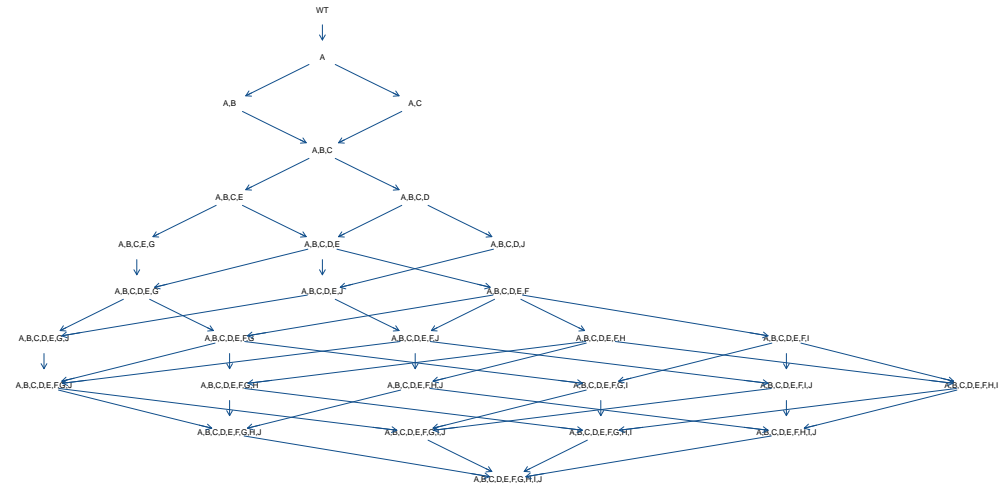 WT
A
A,B
A,C
A,B,C
A,B,C,E
A,B,C,D
A,B,C,E,G
A,B,C,D,E
A,B,C,D,J
A,B,C,D,E,G
A,B,C,D,E,J
A,B,C,D,E,F
A,B,C,D,E,G,J
A,B,C,D,E,F,G
A,B,C,D,E,F,J
A,B,C,D,E,F,H
A,B,C,D,E,F,I
A,B,C,D,E,F,G,J
A,B,C,D,E,F,G,H
A,B,C,D,E,F,H,J
A,B,C,D,E,F,G,I
A,B,C,D,E,F,I,J
A,B,C,D,E,F,H,I
A,B,C,D,E,F,G,H,J
A,B,C,D,E,F,G,I,J
A,B,C,D,E,F,G,H,I
A,B,C,D,E,F,H,I,J
A,B,C,D,E,F,G,H,I,J